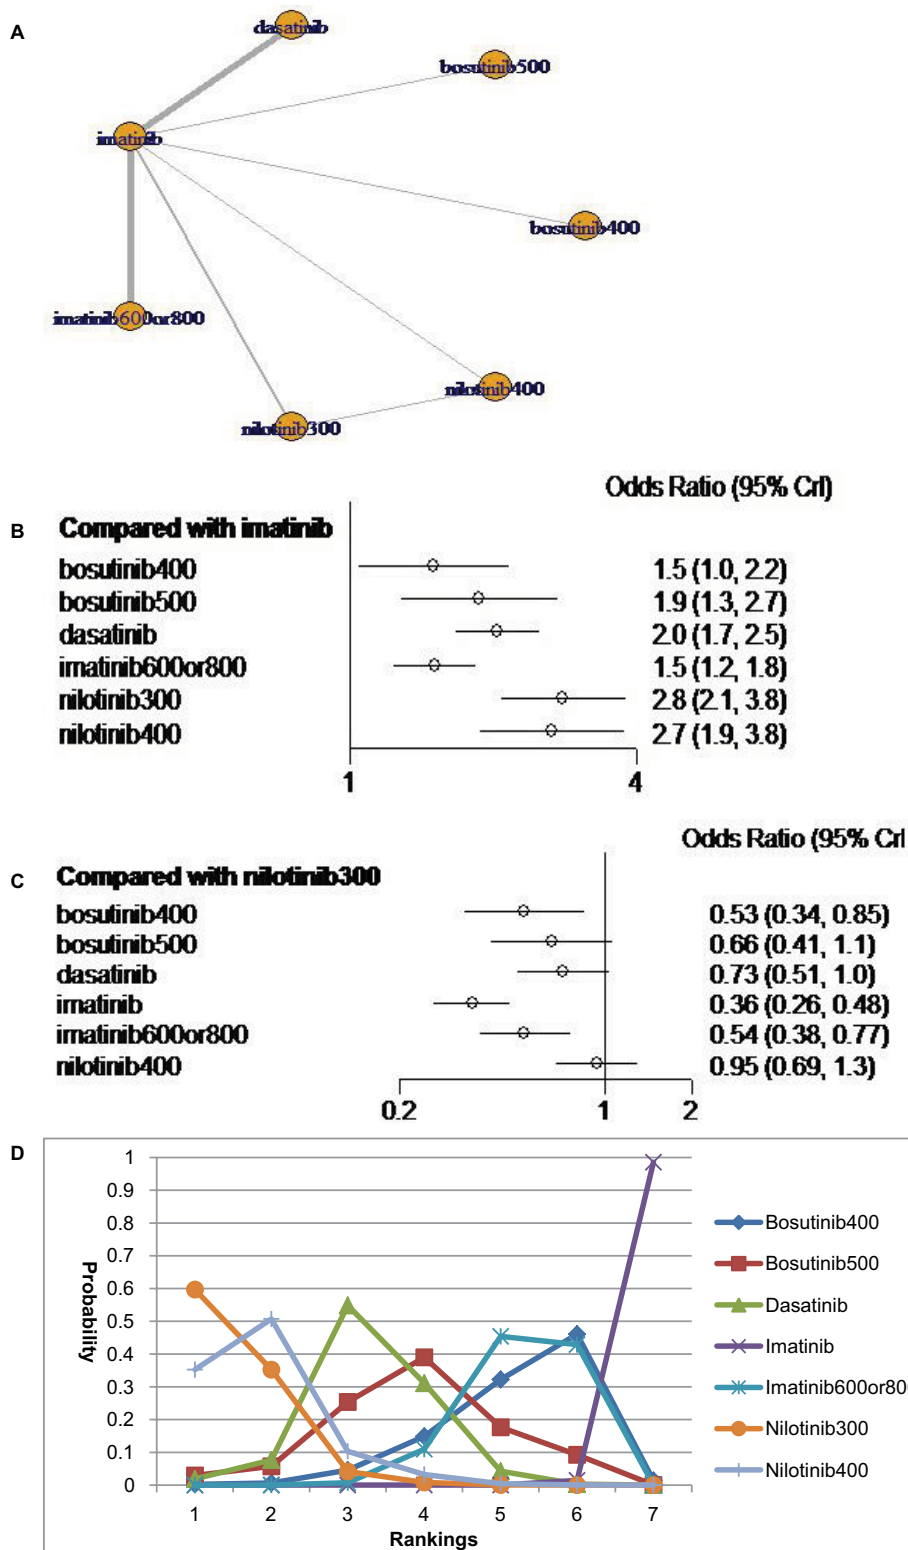 A
dasatinib
bosutinib500
imatinib
bosutinib400
imatinib600or800
nilotinib400
nilotinib300
Odds Ratio (95% CrI)
B
Compared with imatinib
bosutinib400 1.5 (1.0, 2.2)
bosutinib500 1.9 (1.3, 2.7)
dasatinib 2.0 (1.7, 2.5)
imatinib600or800 1.5 (1.2, 1.8)
nilotinib300 2.8 (2.1, 3.8)
nilotinib400 2.7 (1.9, 3.8)
1 4
Odds Ratio (95% CrI
C
Compared with nilotinib300
bosutinib400 0.53 (0.34, 0.85)
bosutinib500 0.66 (0.41, 1.1)
dasatinib 0.73 (0.51, 1.0)
imatinib 0.36 (0.26, 0.48)
imatinib600or800 0.54 (0.38, 0.77)
nilotinib400 0.95 (0.69, 1.3)
0.2 1 2
D
1
0.9
0.8
0.7
0.6
0.5
0.4
0.3
0.2
0.1
0
Probability
1 2 3 4 5 6 7
Rankings
Bosutinib400
Bosutinib500
Dasatinib
Imatinib
Imatinib600or80
Nilotinib300
Nilotinib400